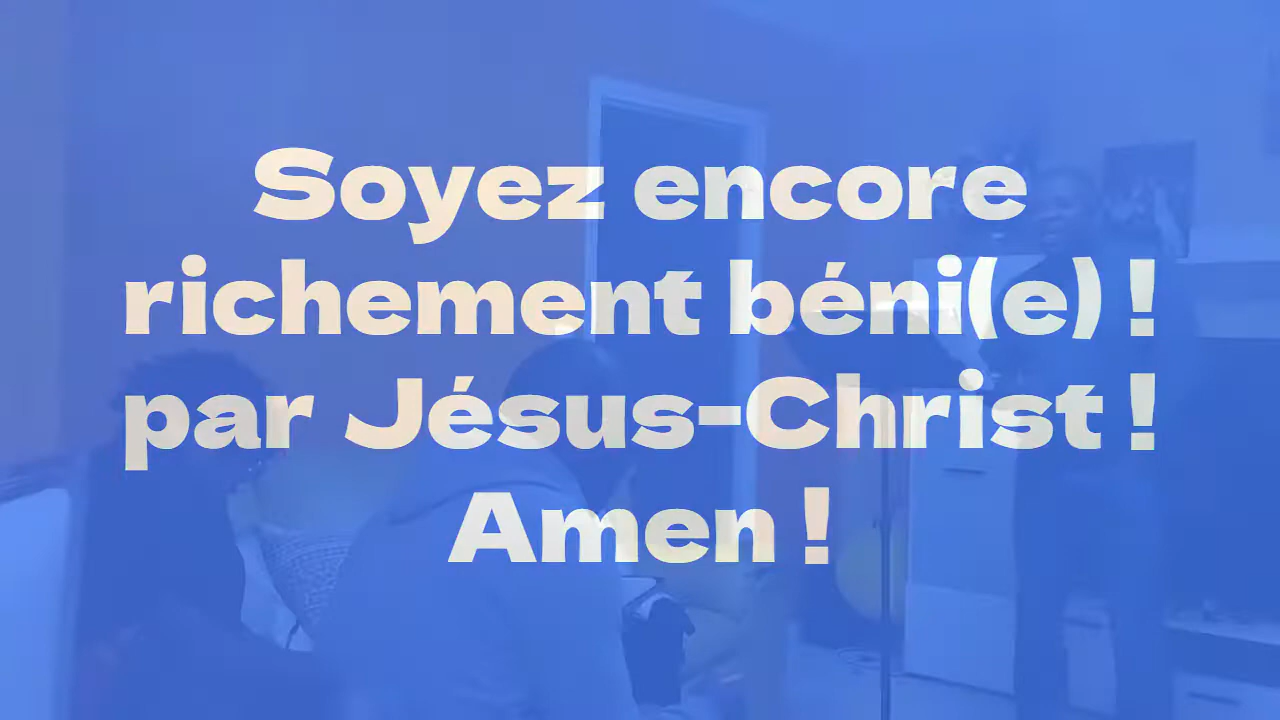 Soyez encore
richement béni(e) !
par Jésus-Christ !
Amen !